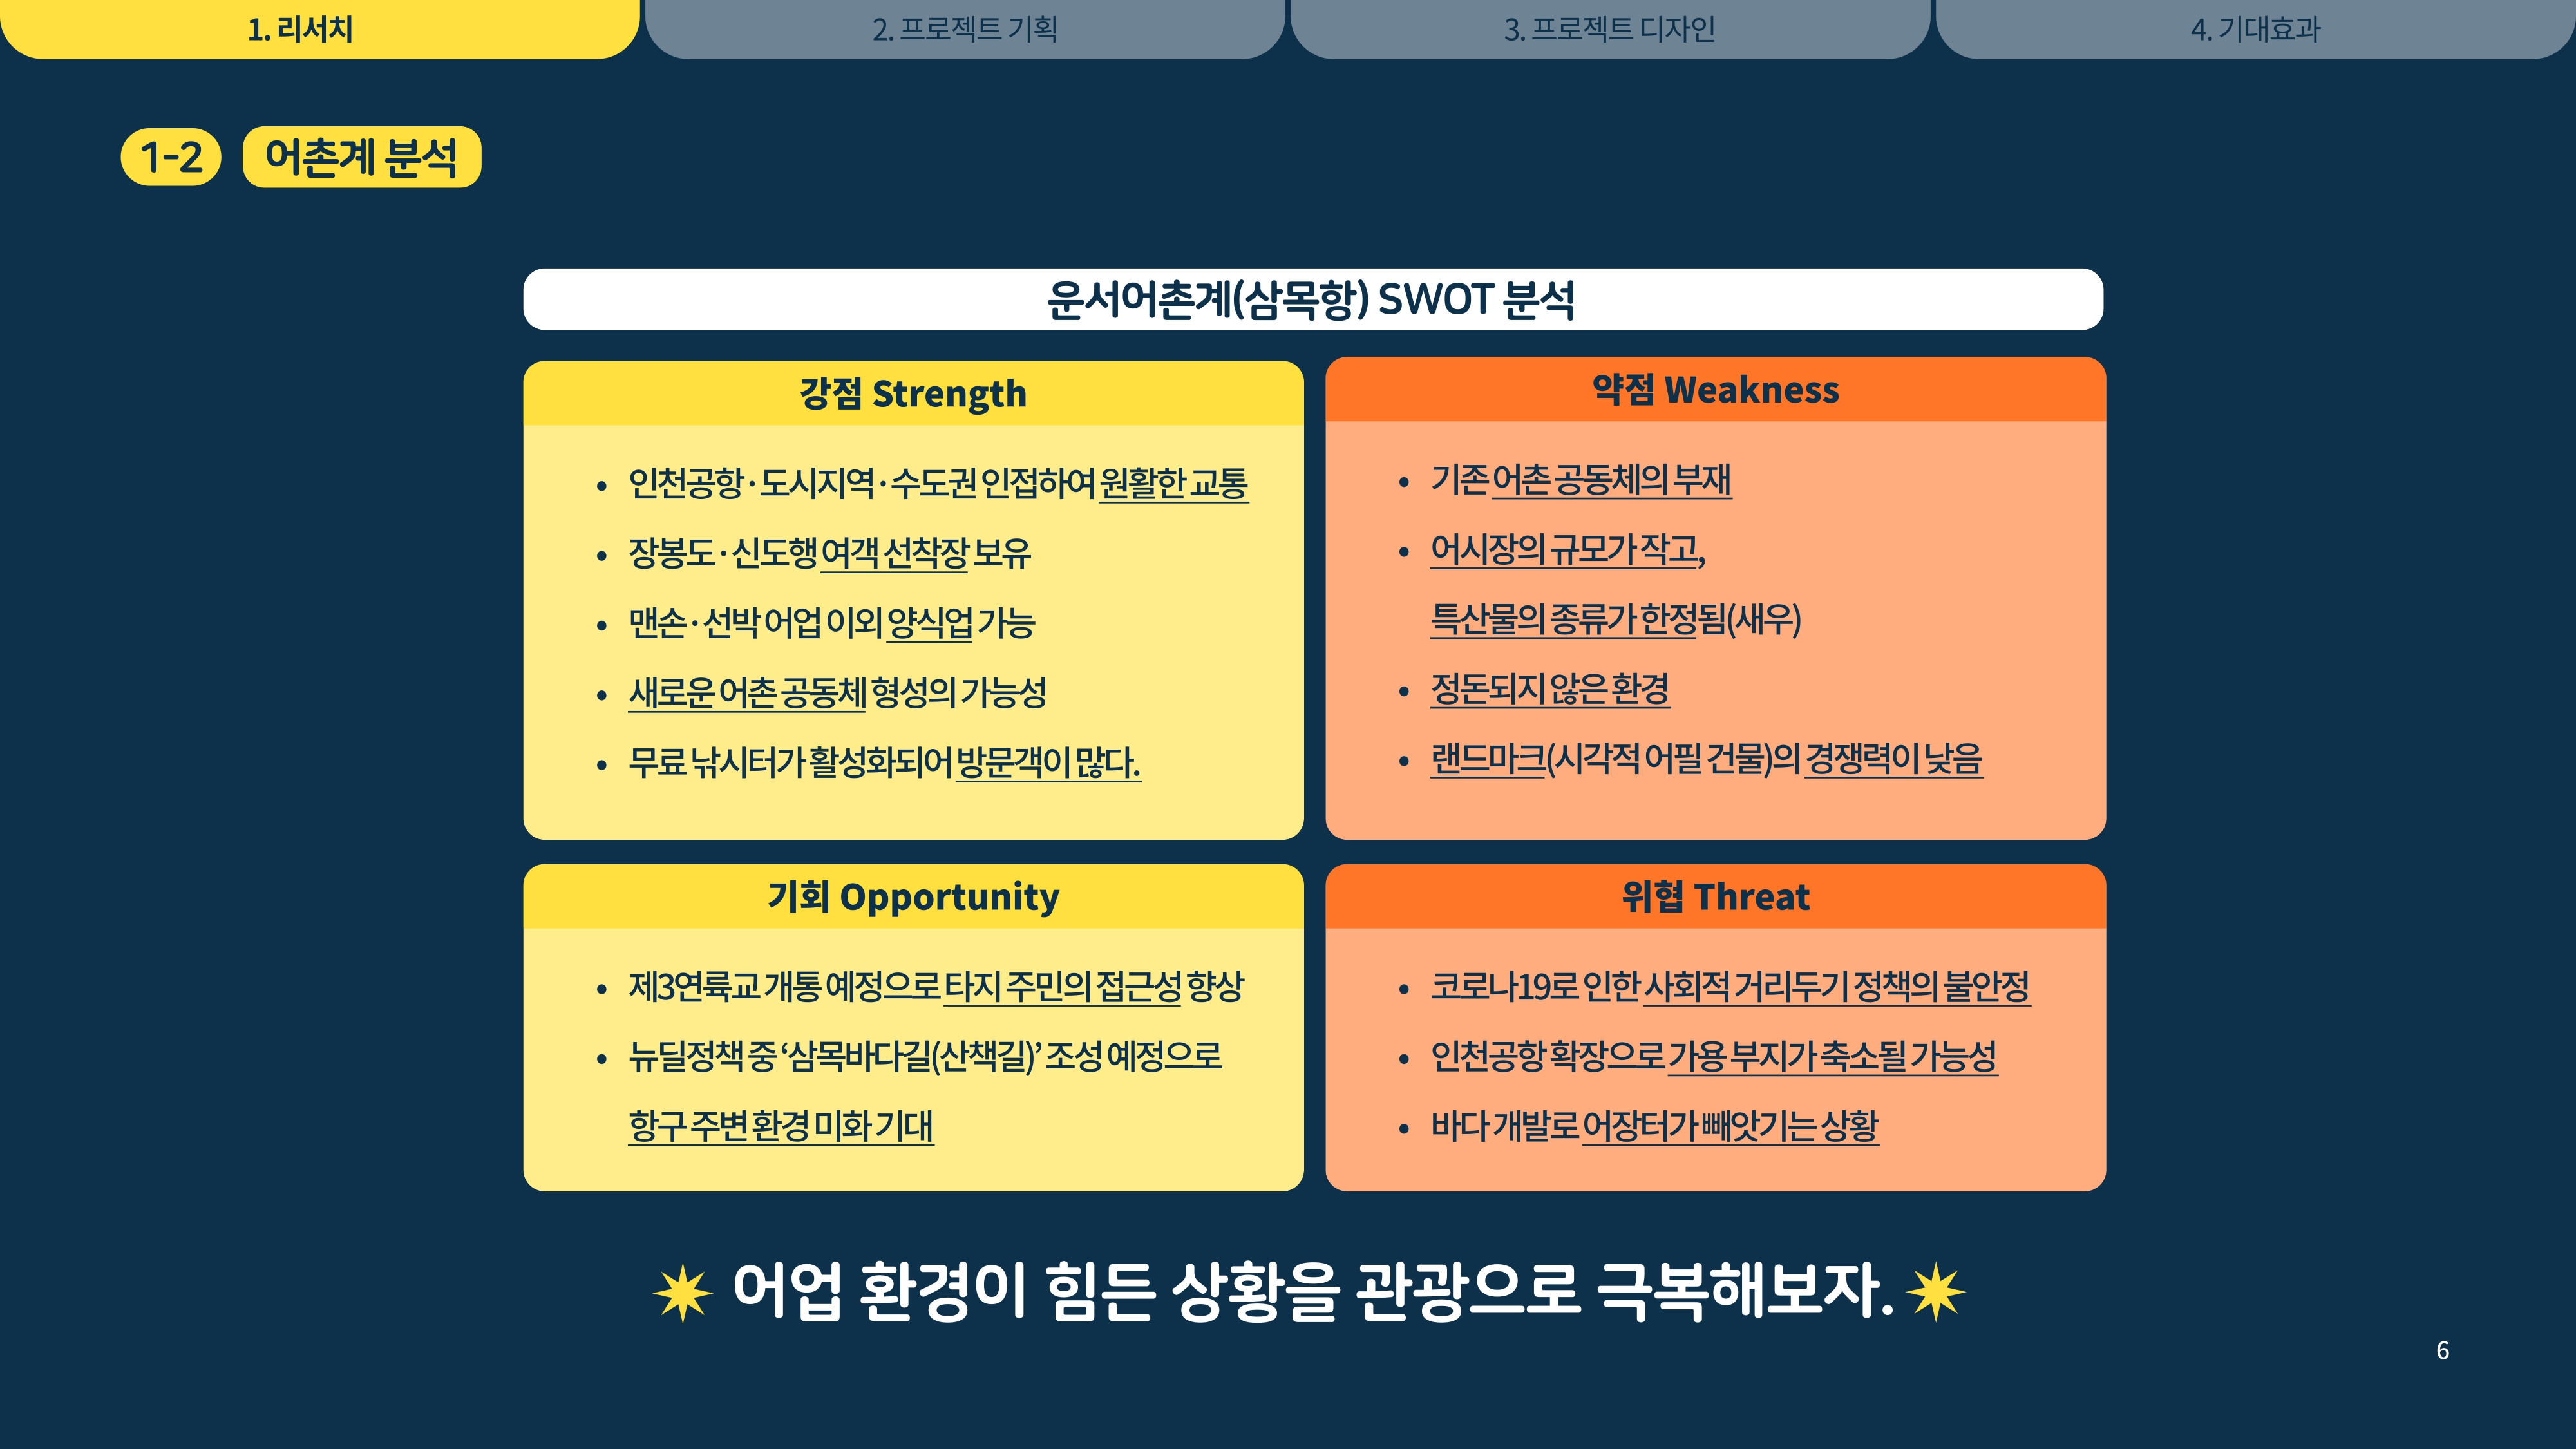 1. 리서치
2. 프로젝트 기획
3. 프로젝트 디자인
4. 기대효과
1-2 어촌계 분석
운서어촌계(삼목항) SWOT 분석
강점 Strength
• 인천공항·도시지역·수도권 인접하여 원활한 교통
• 장봉도·신도행 여객 선착장 보유
• 맨손·선박 어업 이외 양식업 가능
• 새로운 어촌 공동체 형성의 가능성
• 무료 낚시터가 활성화되어 방문객이 많다.
약점 Weakness
• 기존 어촌 공동체의 부재
• 어시장의 규모가 작고,
특산물의 종류가 한정됨(새우)
• 정돈되지 않은 환경
• 랜드마크(시각적 어필 건물)의 경쟁력이 낮음
기회 Opportunity
• 제3연륙교 개통 예정으로 타지 주민의 접근성 향상
• 뉴딜정책 중 ‘삼목바다길(산책길)’ 조성 예정으로
항구 주변 환경 미화 기대
위협 Threat
• 코로나19로 인한 사회적 거리두기 정책의 불안정
• 인천공항 확장으로 가용 부지가 축소될 가능성
• 바다 개발로 어장터가 빼앗기는 상황
어업 환경이 힘든 상황을 관광으로 극복해보자.
6